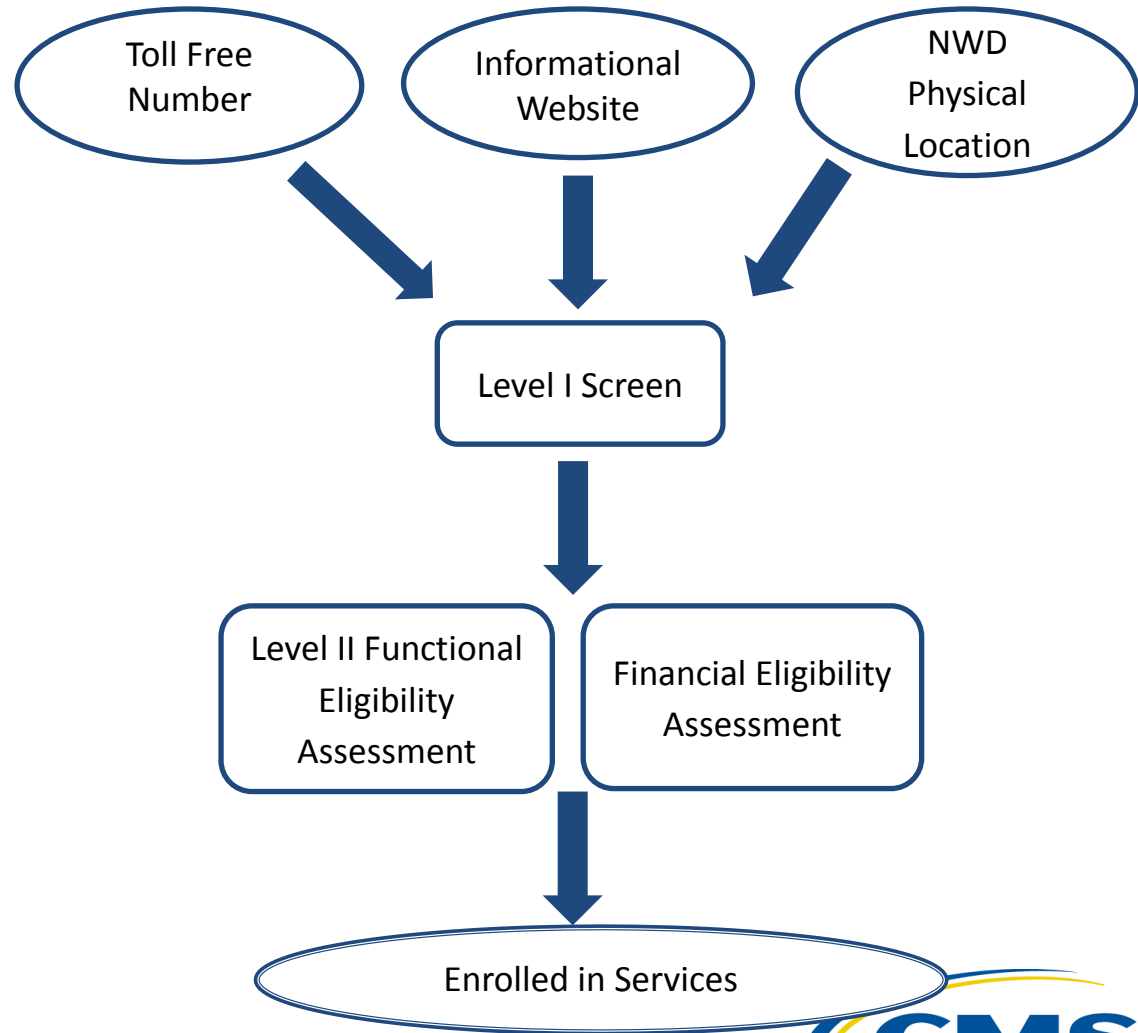 Toll Free
Number
Informational
Website
NWD
Physical
Location
Level I Screen
Level II Functional
Eligibility
Assessment
Financial Eligibility
Assessment
Enrolled in Services
CMS